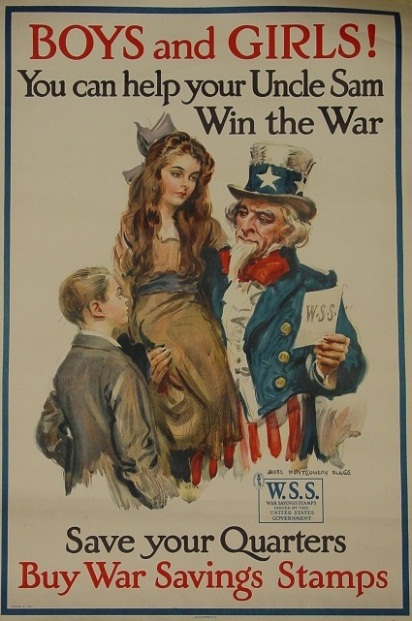 BOYS and GIRLS!
You can help your Uncle Sam
Win the War
W·S·S·
JAMES MONTGOMERY FLAGG
W.S.S.
WAR SAVINGS STAMPS
ISSUED BY THE
UNITED STATES
GOVERNMENT
Save your Quarters
Buy War Savings Stamps